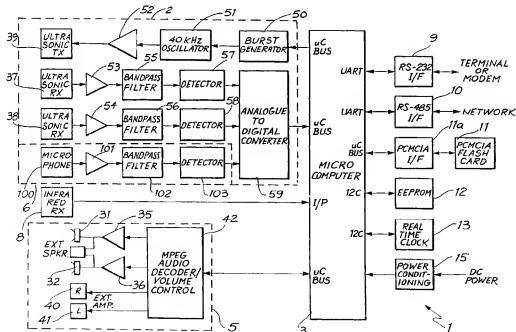 39
52
2
51
50
ULTRA SONIC TX
40 KHz OSCILLATOR
BURST GENERATOR
uC BUS
9
37
53
55
57
ULTRA SONIC RX
BANDPASS FILTER
DETECTOR
UART
RS-232 I/F
TERMINAL OR MODEM
38
54
56
58
10
ULTRA SONIC RX
BANDPASS FILTER
DETECTOR
ANALOGUE TO DIGITAL CONVERTER
uC BUS
UART
RS-485 I/F
NETWORK
11a
11
101
MICRO PHONE
BANDPASS FILTER
DETECTOR
MICRO COMPUTER
uC BUS
PCMCIA I/F
PCMCIA FLASH CARD
100
6
102
103
59
12C
EEPROM
12
8
INFRA RED RX
I/P
31
35
42
12C
REAL TIME CLOCK
13
EXT. SPKR.
MPEG AUDIO DECODER/ VOLUME CONTROL
uC BUS
15
POWER CONDIT- IONING
DC POWER
32
36
40
R
EXT. AMP.
41
L
5
3
1